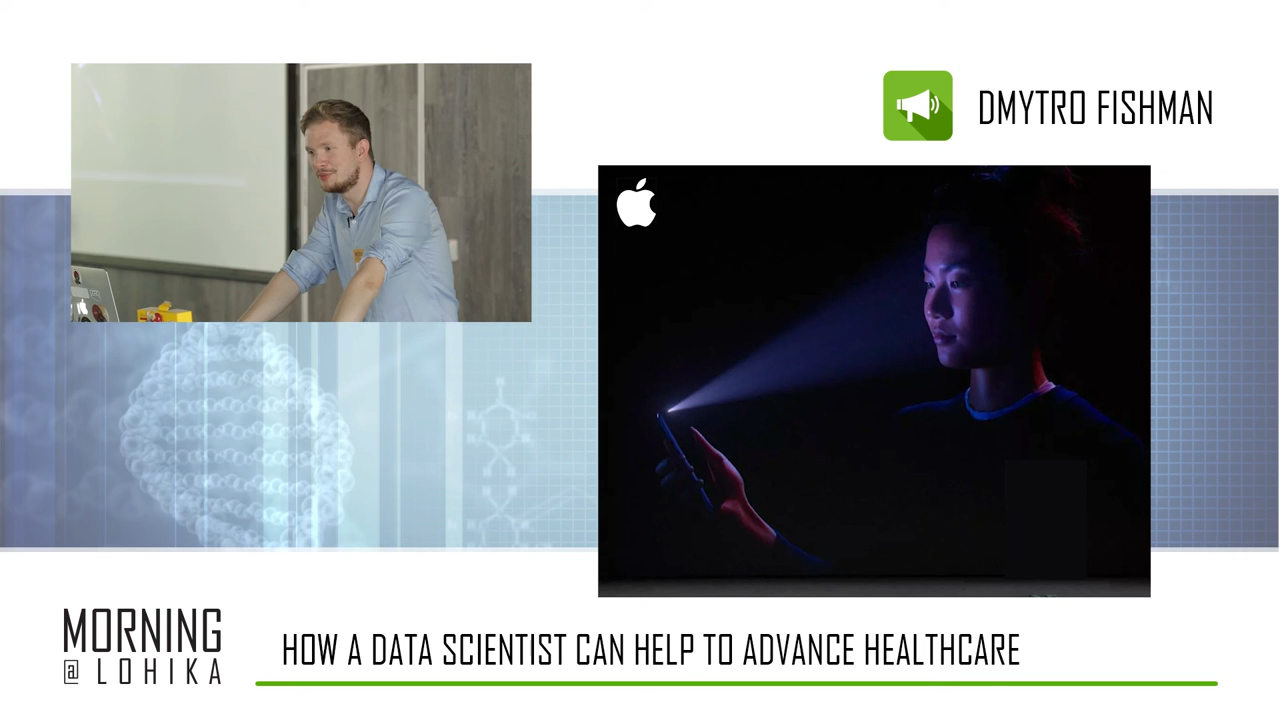 DMYTRO FISHMAN
MORNING
@ LOHIKA
HOW A DATA SCIENTIST CAN HELP TO ADVANCE HEALTHCARE